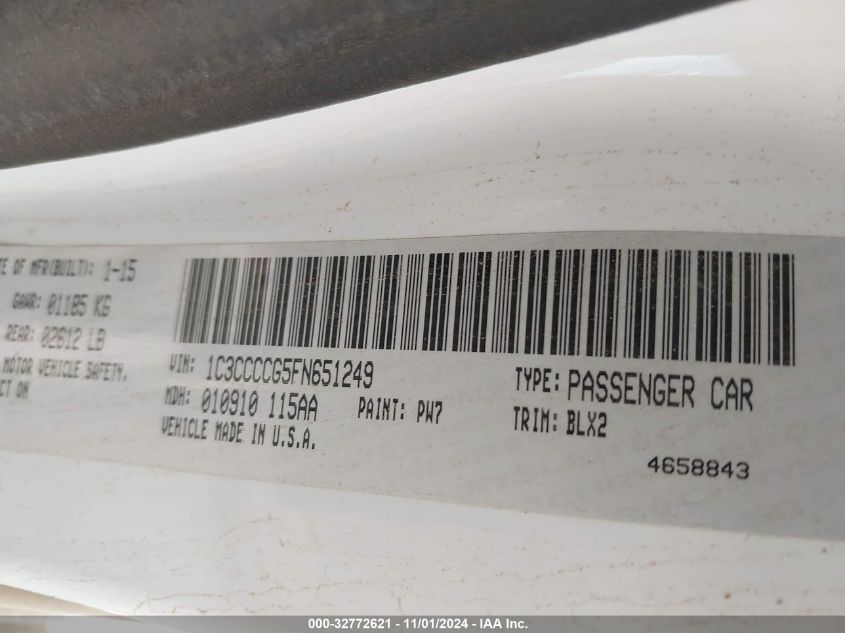 TE OF MFR(BUILT): 1-15
GAWR: 01185 KG
REAR: 02612 LB
MOTOR VEHICLE SAFETY,
CT ON
VIN: 1C3CCCCG5FN651249
MDH: 010910 115AA PAINT: PW7
VEHICLE MADE IN U.S.A.
TYPE: PASSENGER CAR
TRIM: BLX2
4658843
000-32772621 - 11/01/2024 - IAA Inc.